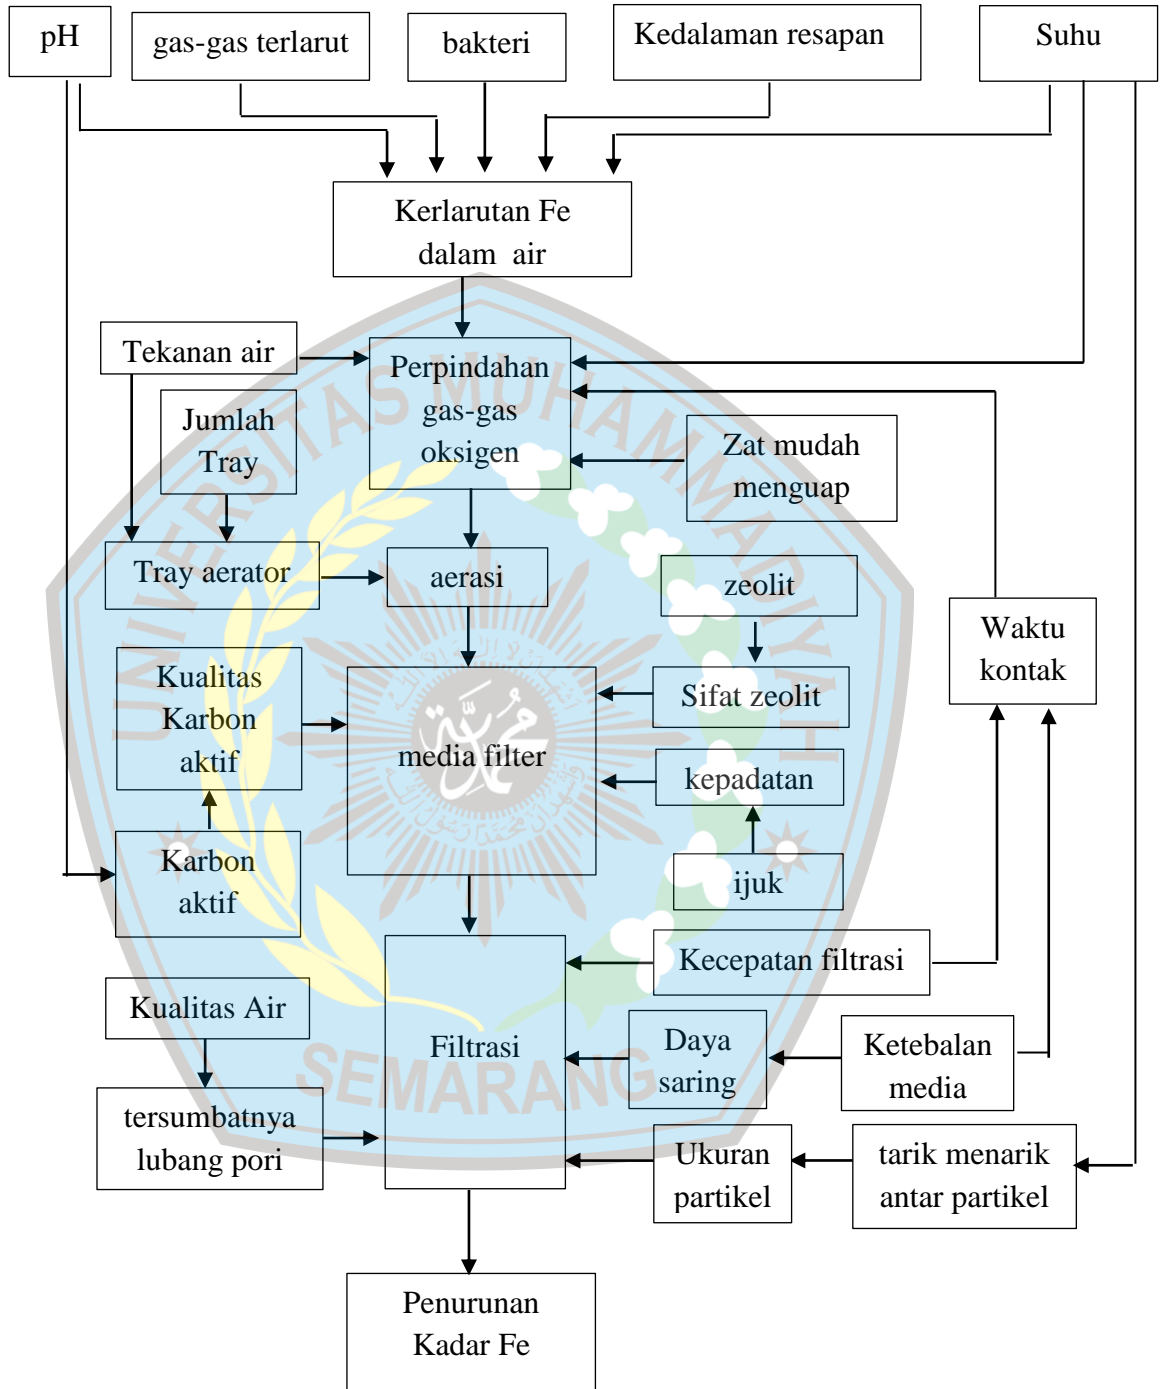 pH
gas-gas terlarut
bakteri
Kedalaman resapan
Suhu
Kerlarutan Fe
dalam air
Tekanan air
Perpindahan
gas-gas
oksigen
Jumlah
Tray
Zat mudah
menguap
Tray aerator
aerasi
zeolit
Waktu
kontak
Kualitas
Karbon
aktif
media filter
Sifat zeolit
kepadatan
Karbon
aktif
ijuk
Kecepatan filtrasi
Kualitas Air
Filtrasi
Daya
saring
Ketebalan
media
tersumbatnya
lubang pori
Ukuran
partikel
tarik menarik
antar partikel
Penurunan
Kadar Fe
UNIVERSITAS MUHAMMADIYAH
SEMARANG